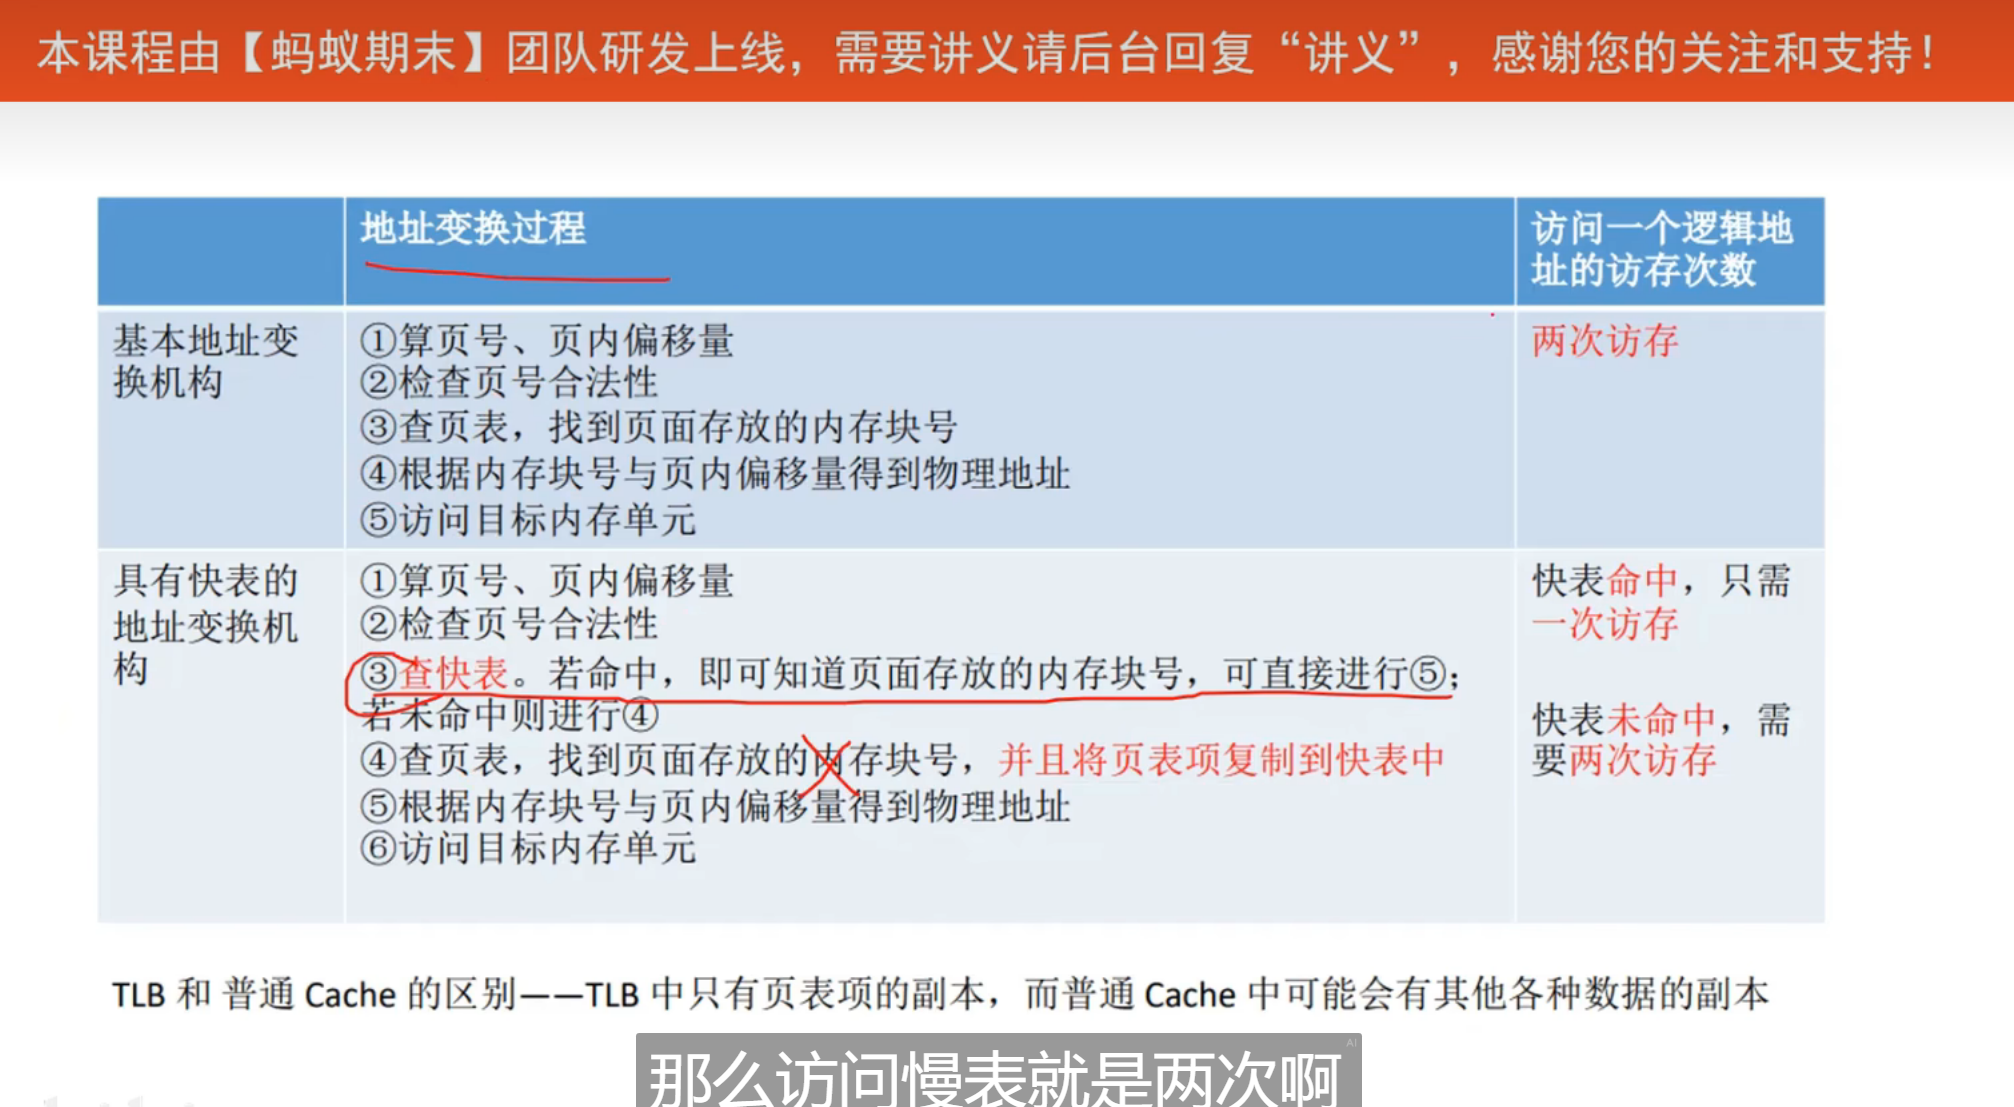 本课程由【蚂蚁期末】团队研发上线，需要讲义请后台回复“讲义”，感谢您的关注和支持！
地址变换过程
访问一个逻辑地
址的访存次数
基本地址变
换机构
①算页号、页内偏移量
②检查页号合法性
③查页表，找到页面存放的内存块号
④根据内存块号与页内偏移量得到物理地址
⑤访问目标内存单元
两次访存
具有快表的
地址变换机
构
①算页号、页内偏移量
②检查页号合法性
③查快表。若命中，即可知道页面存放的内存块号，可直接进行⑤；
若未命中则进行④
④查页表，找到页面存放的内存块号，并且将页表项复制到快表中
⑤根据内存块号与页内偏移量得到物理地址
⑥访问目标内存单元
快表命中，只需
一次访存
快表未命中，需
要两次访存
TLB 和 普通 Cache 的区别——TLB 中只有页表项的副本，而普通 Cache 中可能会有其他各种数据的副本
AI
那么访问慢表就是两次啊